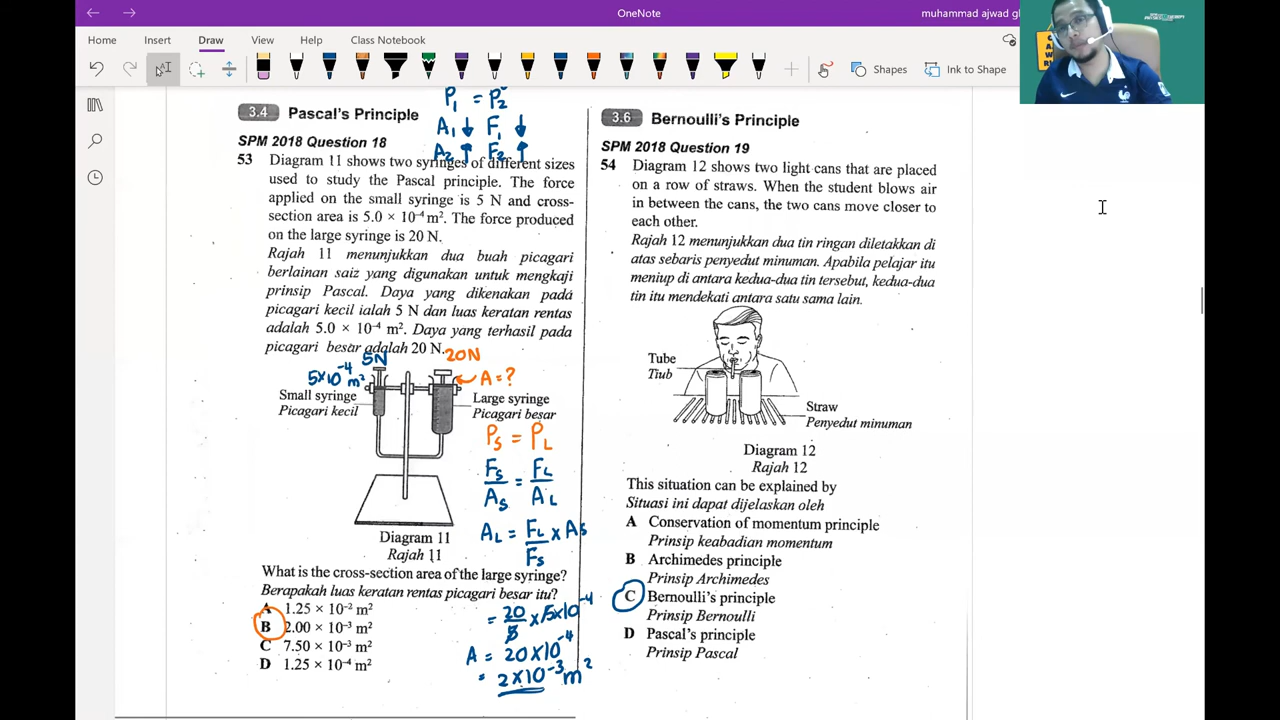 OneNote
muhammad ajwad gh
Home Insert Draw View Help Class Notebook
Shapes
Ink to Shape
P₁ = P₂
A₁ ↓ F₁ ↓
A₂ ↑ F₂ ↑
3.4 Pascal's Principle
SPM 2018 Question 18
53 Diagram 11 shows two syringes of different sizes
used to study the Pascal principle. The force
applied on the small syringe is 5 N and cross-
section area is 5.0 × 10⁻⁴ m². The force produced
on the large syringe is 20 N.
Rajah 11 menunjukkan dua buah picagari
berlainan saiz yang digunakan untuk mengkaji
prinsip Pascal. Daya yang dikenakan pada
picagari kecil ialah 5 N dan luas keratan rentas
adalah 5.0 × 10⁻⁴ m². Daya yang terhasil pada
picagari besar adalah 20 N.
5N
20N
5×10⁻⁴ m²
A = ?
Small syringe
Picagari kecil
Large syringe
Picagari besar
P_S = P_L
F_S / A_S = F_L / A_L
A_L = F_L / F_S × A_S
Diagram 11
Rajah 11
What is the cross-section area of the large syringe?
Berapakah luas keratan rentas picagari besar itu?
A 1.25 × 10⁻² m²
B 2.00 × 10⁻³ m²
C 7.50 × 10⁻³ m²
D 1.25 × 10⁻⁴ m²
= 20 / 5 × 5×10⁻⁴
A = 20×10⁻⁴
= 2×10⁻³ m²
3.6 Bernoulli's Principle
SPM 2018 Question 19
54 Diagram 12 shows two light cans that are placed
on a row of straws. When the student blows air
in between the cans, the two cans move closer to
each other.
Rajah 12 menunjukkan dua tin ringan diletakkan di
atas sebaris penyedut minuman. Apabila pelajar itu
meniup di antara kedua-dua tin tersebut, kedua-dua
tin itu mendekati antara satu sama lain.
Tube
Tiub
Straw
Penyedut minuman
Diagram 12
Rajah 12
This situation can be explained by
Situasi ini dapat dijelaskan oleh
A Conservation of momentum principle
Prinsip keabadian momentum
B Archimedes principle
Prinsip Archimedes
C Bernoulli's principle
Prinsip Bernoulli
D Pascal's principle
Prinsip Pascal